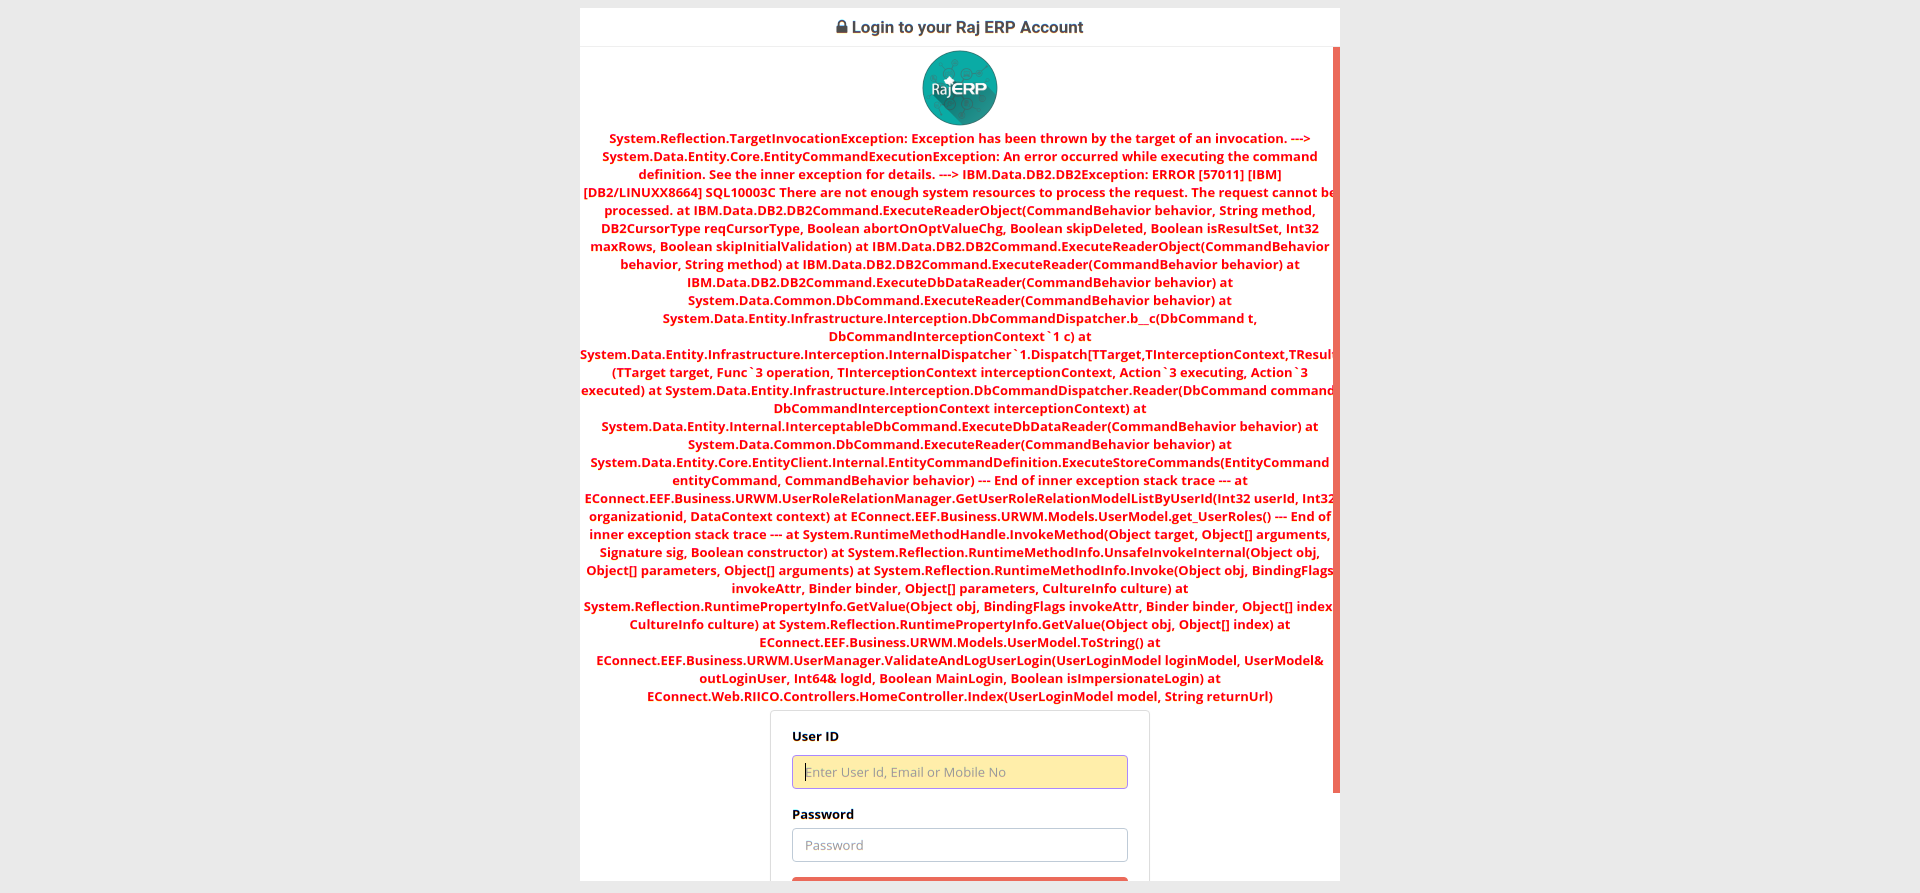 Login to your Raj ERP Account
RajERP
System.Reflection.TargetInvocationException: Exception has been thrown by the target of an invocation. --->
System.Data.Entity.Core.EntityCommandExecutionException: An error occurred while executing the command
definition. See the inner exception for details. ---> IBM.Data.DB2.DB2Exception: ERROR [57011] [IBM]
[DB2/LINUXX8664] SQL10003C There are not enough system resources to process the request. The request cannot be
processed. at IBM.Data.DB2.DB2Command.ExecuteReaderObject(CommandBehavior behavior, String method,
DB2CursorType reqCursorType, Boolean abortOnOptValueChg, Boolean skipDeleted, Boolean isResultSet, Int32
maxRows, Boolean skipInitialValidation) at IBM.Data.DB2.DB2Command.ExecuteReaderObject(CommandBehavior
behavior, String method) at IBM.Data.DB2.DB2Command.ExecuteReader(CommandBehavior behavior) at
IBM.Data.DB2.DB2Command.ExecuteDbDataReader(CommandBehavior behavior) at
System.Data.Common.DbCommand.ExecuteReader(CommandBehavior behavior) at
System.Data.Entity.Infrastructure.Interception.DbCommandDispatcher.b__c(DbCommand t,
DbCommandInterceptionContext`1 c) at
System.Data.Entity.Infrastructure.Interception.InternalDispatcher`1.Dispatch[TTarget,TInterceptionContext,TResult
(TTarget target, Func`3 operation, TInterceptionContext interceptionContext, Action`3 executing, Action`3
executed) at System.Data.Entity.Infrastructure.Interception.DbCommandDispatcher.Reader(DbCommand command
DbCommandInterceptionContext interceptionContext) at
System.Data.Entity.Internal.InterceptableDbCommand.ExecuteDbDataReader(CommandBehavior behavior) at
System.Data.Common.DbCommand.ExecuteReader(CommandBehavior behavior) at
System.Data.Entity.Core.EntityClient.Internal.EntityCommandDefinition.ExecuteStoreCommands(EntityCommand
entityCommand, CommandBehavior behavior) --- End of inner exception stack trace --- at
EConnect.EEF.Business.URWM.UserRoleRelationManager.GetUserRoleRelationModelListByUserId(Int32 userId, Int32
organizationid, DataContext context) at EConnect.EEF.Business.URWM.Models.UserModel.get_UserRoles() --- End of
inner exception stack trace --- at System.RuntimeMethodHandle.InvokeMethod(Object target, Object[] arguments,
Signature sig, Boolean constructor) at System.Reflection.RuntimeMethodInfo.UnsafeInvokeInternal(Object obj,
Object[] parameters, Object[] arguments) at System.Reflection.RuntimeMethodInfo.Invoke(Object obj, BindingFlags
invokeAttr, Binder binder, Object[] parameters, CultureInfo culture) at
System.Reflection.RuntimePropertyInfo.GetValue(Object obj, BindingFlags invokeAttr, Binder binder, Object[] index
CultureInfo culture) at System.Reflection.RuntimePropertyInfo.GetValue(Object obj, Object[] index) at
EConnect.EEF.Business.URWM.Models.UserModel.ToString() at
EConnect.EEF.Business.URWM.UserManager.ValidateAndLogUserLogin(UserLoginModel loginModel, UserModel&
outLoginUser, Int64& logId, Boolean MainLogin, Boolean isImpersonateLogin) at
EConnect.Web.RIICO.Controllers.HomeController.Index(UserLoginModel model, String returnUrl)
User ID
Enter User Id, Email or Mobile No
Password
Password